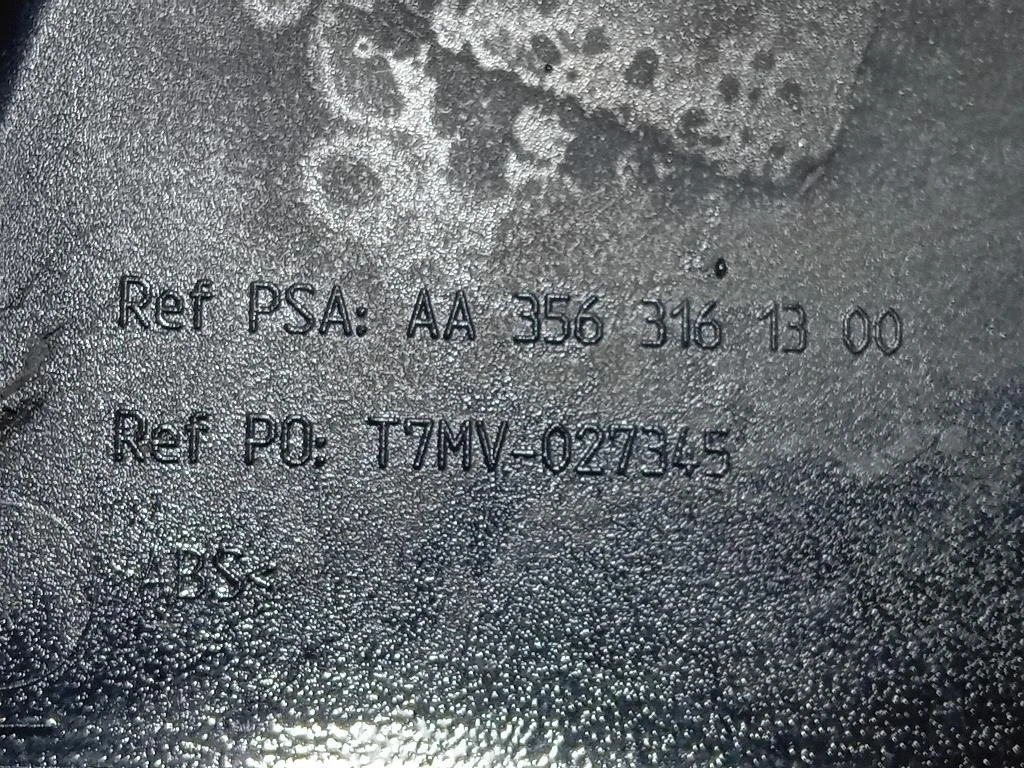 Ref PSA: AA 356 316 13 00
Ref PO: T7MV-027345
>ABS<